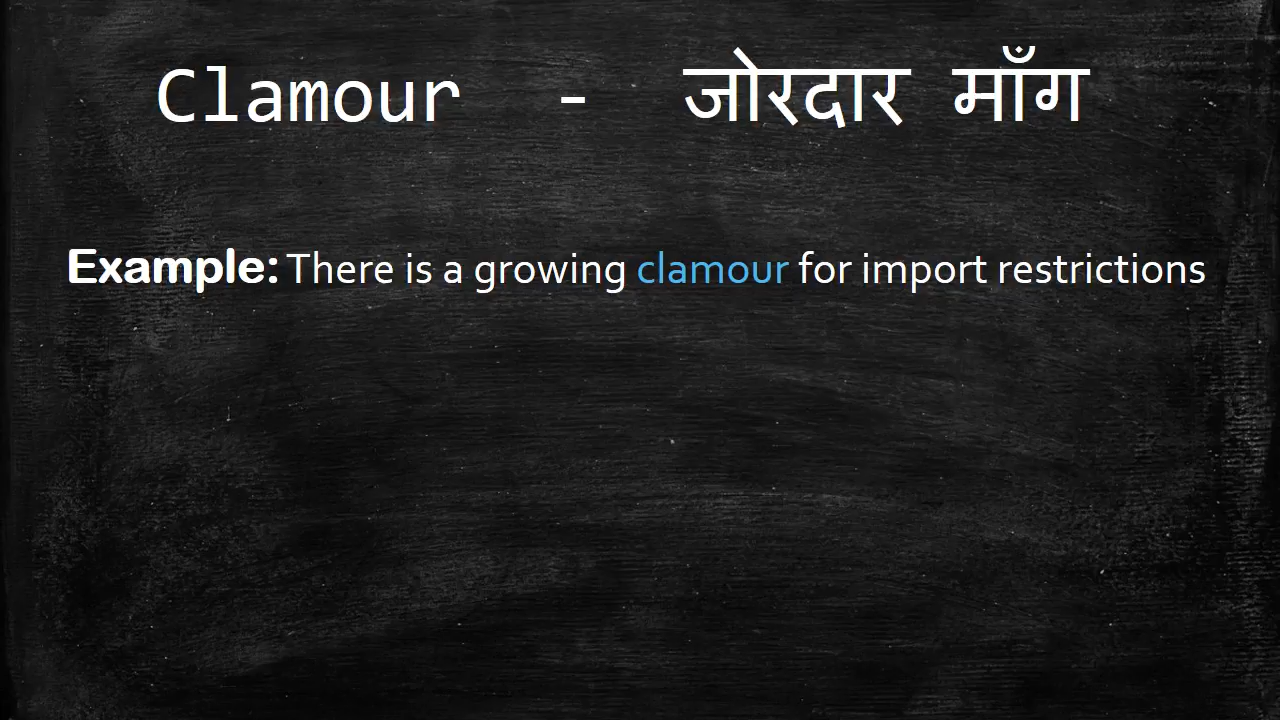 Clamour - जोरदार माँग
Example: There is a growing clamour for import restrictions